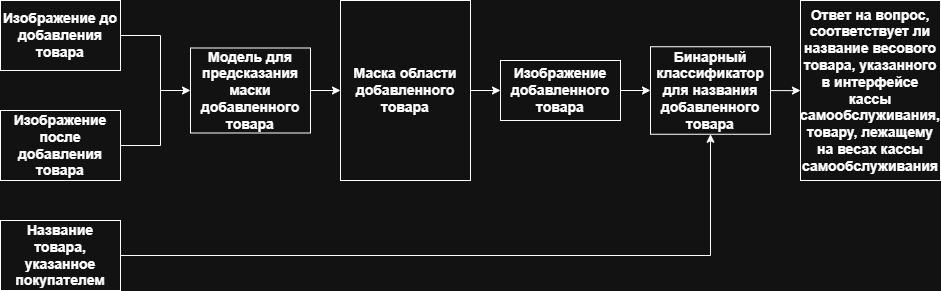 Изображение до
добавления
товара
Изображение
после
добавления
товара
Название
товара,
указанное
покупателем
Модель для
предсказания
маски
добавленного
товара
Маска области
добавленного
товара
Изображение
добавленного
товара
Бинарный
классификатор
для названия
добавленного
товара
Ответ на вопрос,
соответствует ли
название весового
товара, указанного
в интерфейсе
кассы
самообслуживания,
товару, лежащему
на весах кассы
самообслуживания